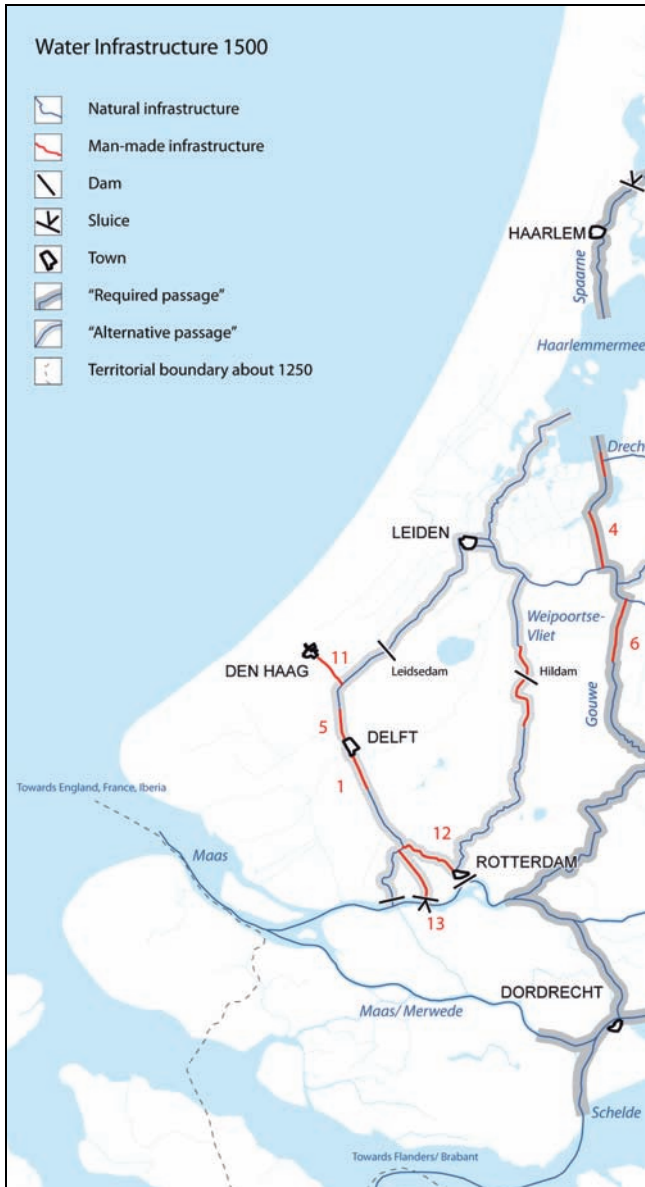 Water Infrastructure 1500
Natural infrastructure
Man-made infrastructure
Dam
Sluice
Town
"Required passage"
"Alternative passage"
Territorial boundary about 1250
HAARLEM
Spaarne
Haarlemmermee
Drech
4
LEIDEN
Weipoortse-
Vliet
6
11
DEN HAAG
Leidsedam
Hildam
Gouwe
5
DELFT
1
Towards England, France, Iberia
12
Maas
ROTTERDAM
13
DORDRECHT
Maas/ Merwede
Schelde
Towards Flanders/ Brabant